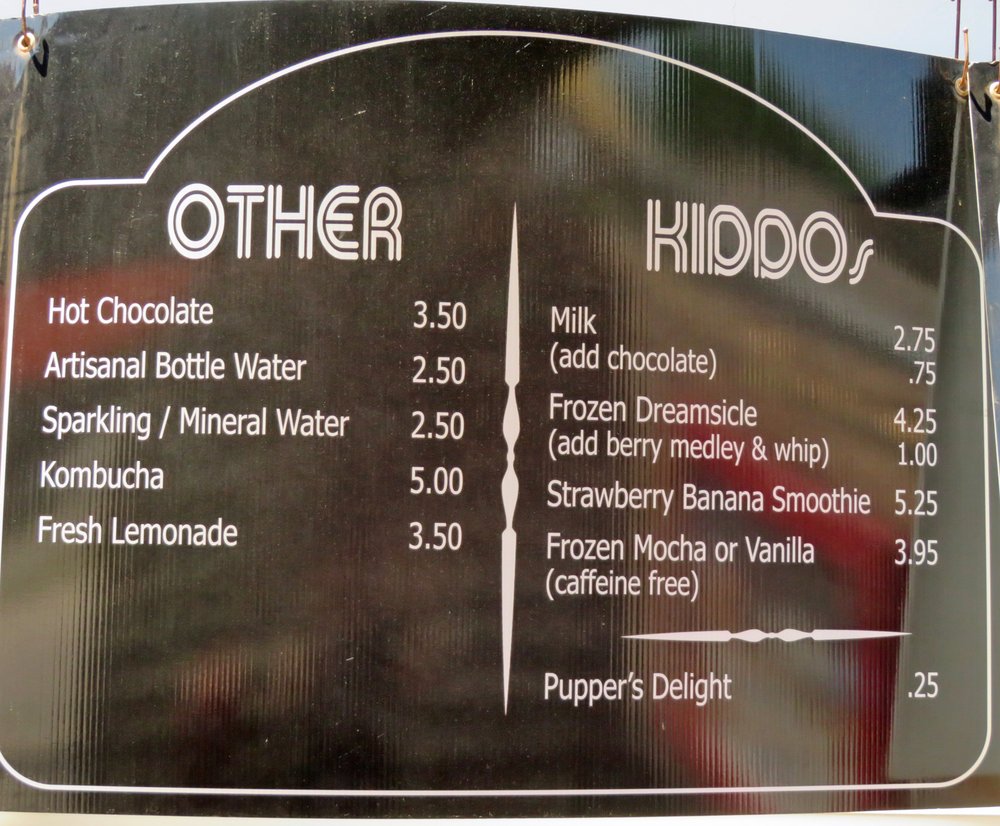 OTHER
Hot Chocolate 3.50
Artisanal Bottle Water 2.50
Sparkling / Mineral Water 2.50
Kombucha 5.00
Fresh Lemonade 3.50
KIDDOs
Milk 2.75
(add chocolate) .75
Frozen Dreamsicle 4.25
(add berry medley & whip) 1.00
Strawberry Banana Smoothie 5.25
Frozen Mocha or Vanilla 3.95
(caffeine free)
Pupper's Delight .25